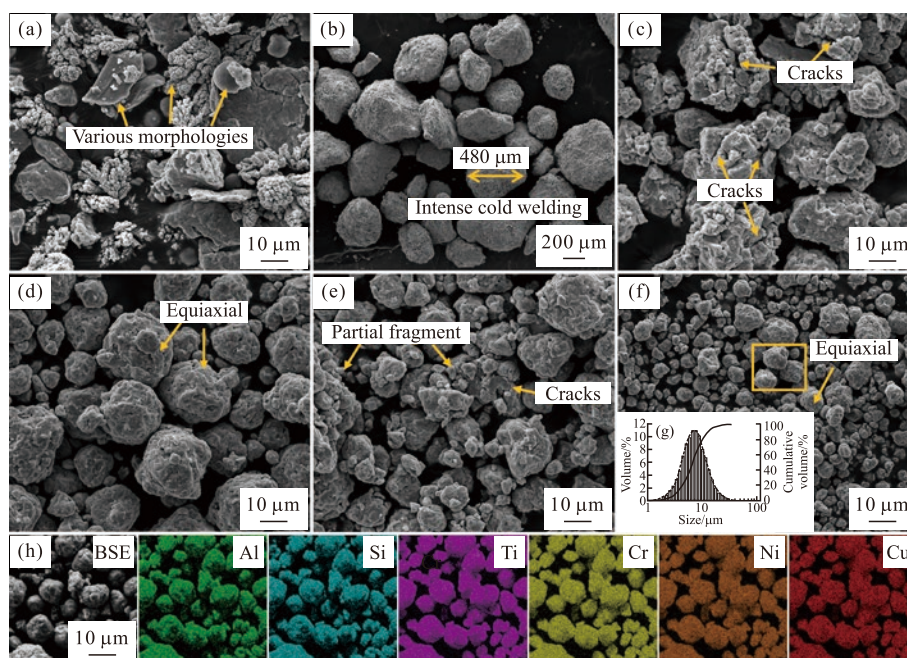 (a)
Various morphologies
10 μm
(b)
480 μm
Intense cold welding
200 μm
(c)
Cracks
Cracks
10 μm
(d)
Equiaxial
10 μm
(e)
Partial fragment
Cracks
10 μm
(f)
Equiaxial
10 μm
(g)
Volume/%
12
10
8
6
4
2
0
1
10
100
Size/μm
100
80
60
40
20
0
Cumulative
volume/%
(h)
BSE
10 μm
Al
Si
Ti
Cr
Ni
Cu